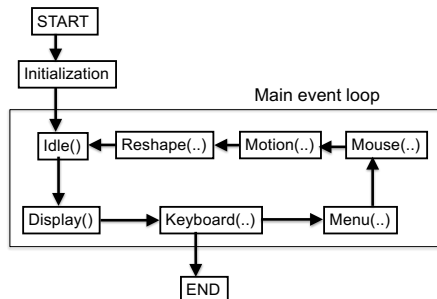 START
Initialization
Main event loop
Idle()
Reshape(..)
Motion(..)
Mouse(..)
Display()
Keyboard(..)
Menu(..)
END